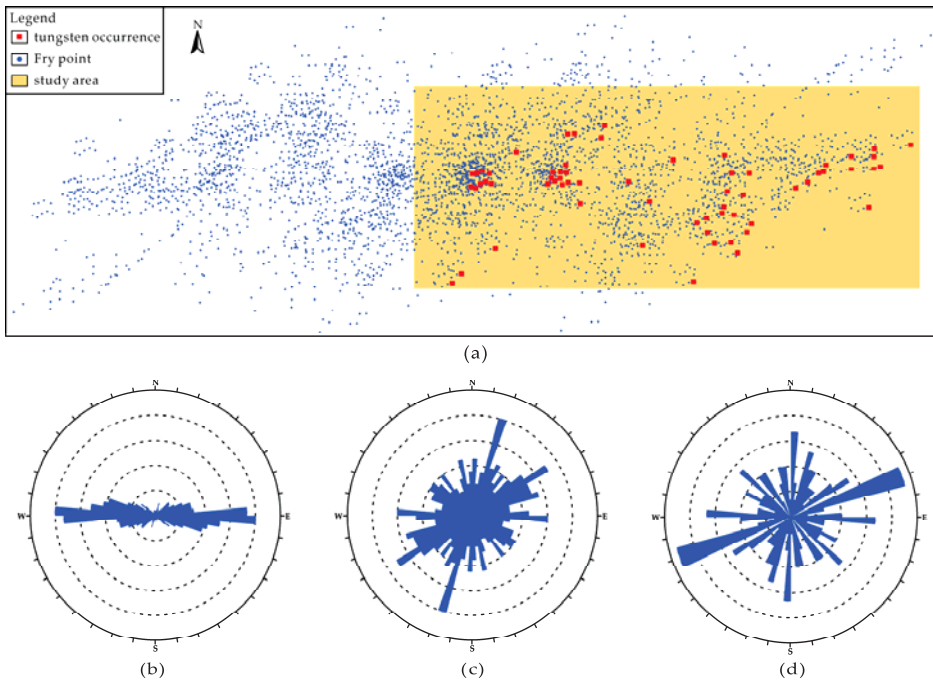 Legend
tungsten occurrence
Fry point
study area
N
(a)
N
W
E
S
(b)
N
W
E
S
(c)
N
W
E
S
(d)